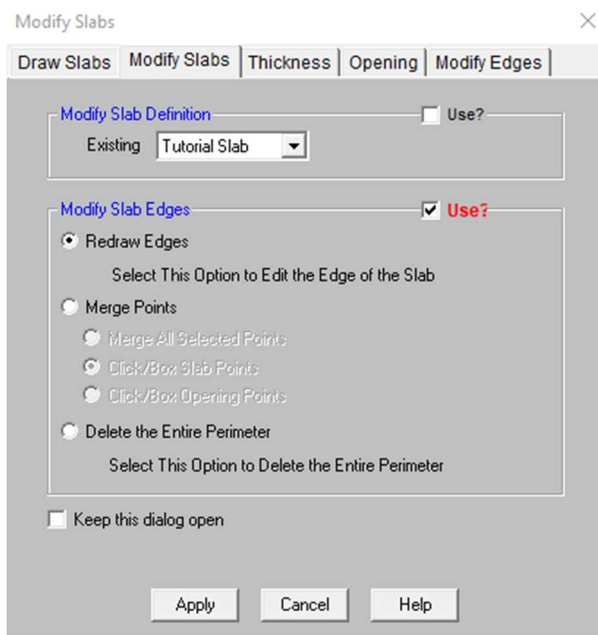 Modify Slabs
Draw Slabs Modify Slabs Thickness Opening Modify Edges
Modify Slab Definition Use?
Existing Tutorial Slab
Modify Slab Edges Use?
Redraw Edges
Select This Option to Edit the Edge of the Slab
Merge Points
Merge All Selected Points
Click/Box Slab Points
Click/Box Opening Points
Delete the Entire Perimeter
Select This Option to Delete the Entire Perimeter
Keep this dialog open
Apply Cancel Help